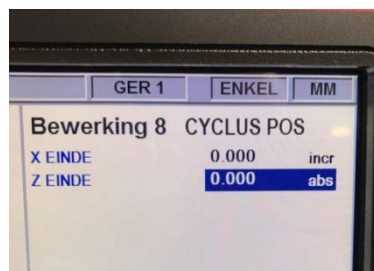 GER 1 ENKEL MM
Bewerking 8 CYCLUS POS
X EINDE 0.000 incr
Z EINDE 0.000 abs